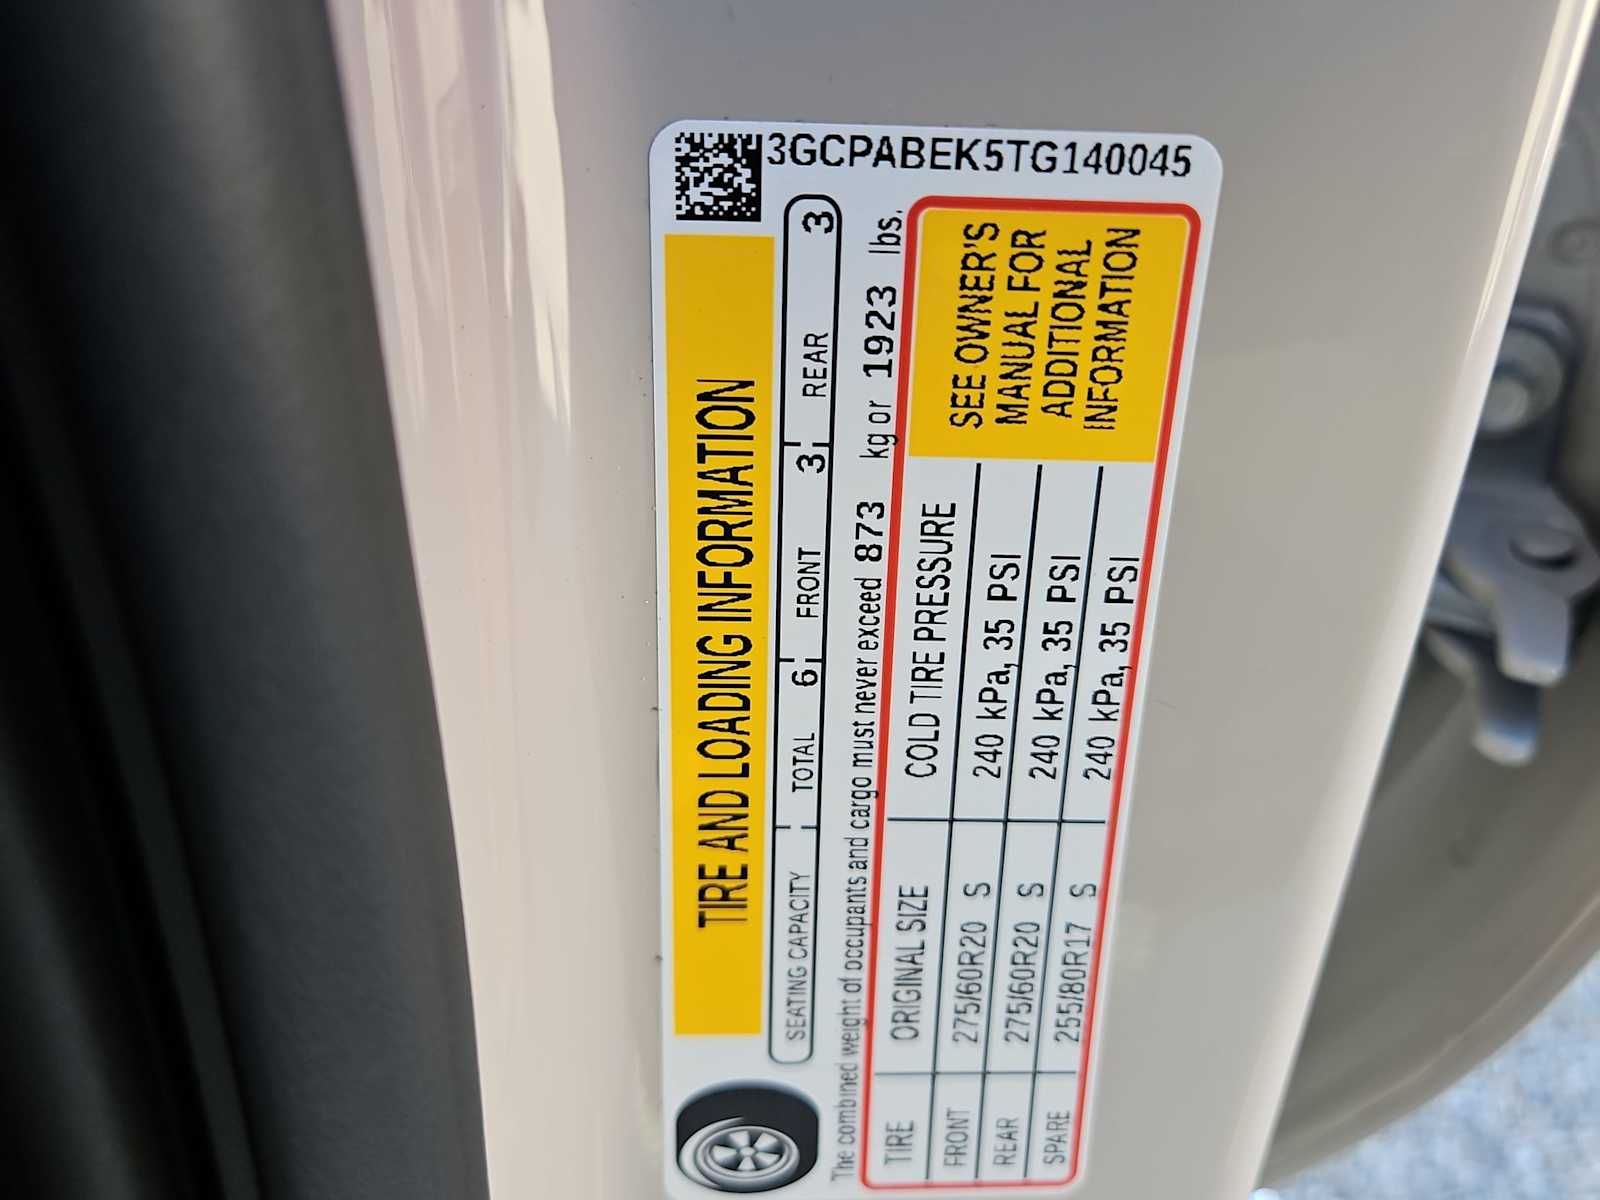 3GCPABEK5TG140045
TIRE AND LOADING INFORMATION
SEATING CAPACITY TOTAL 6 FRONT 3 REAR 3
The combined weight of occupants and cargo must never exceed 873 kg or 1923 lbs.
TIRE ORIGINAL SIZE COLD TIRE PRESSURE
FRONT 275/60R20 S 240 kPa, 35 PSI
REAR 275/60R20 S 240 kPa, 35 PSI
SPARE 255/80R17 S 240 kPa, 35 PSI
SEE OWNER'S
MANUAL FOR
ADDITIONAL
INFORMATION